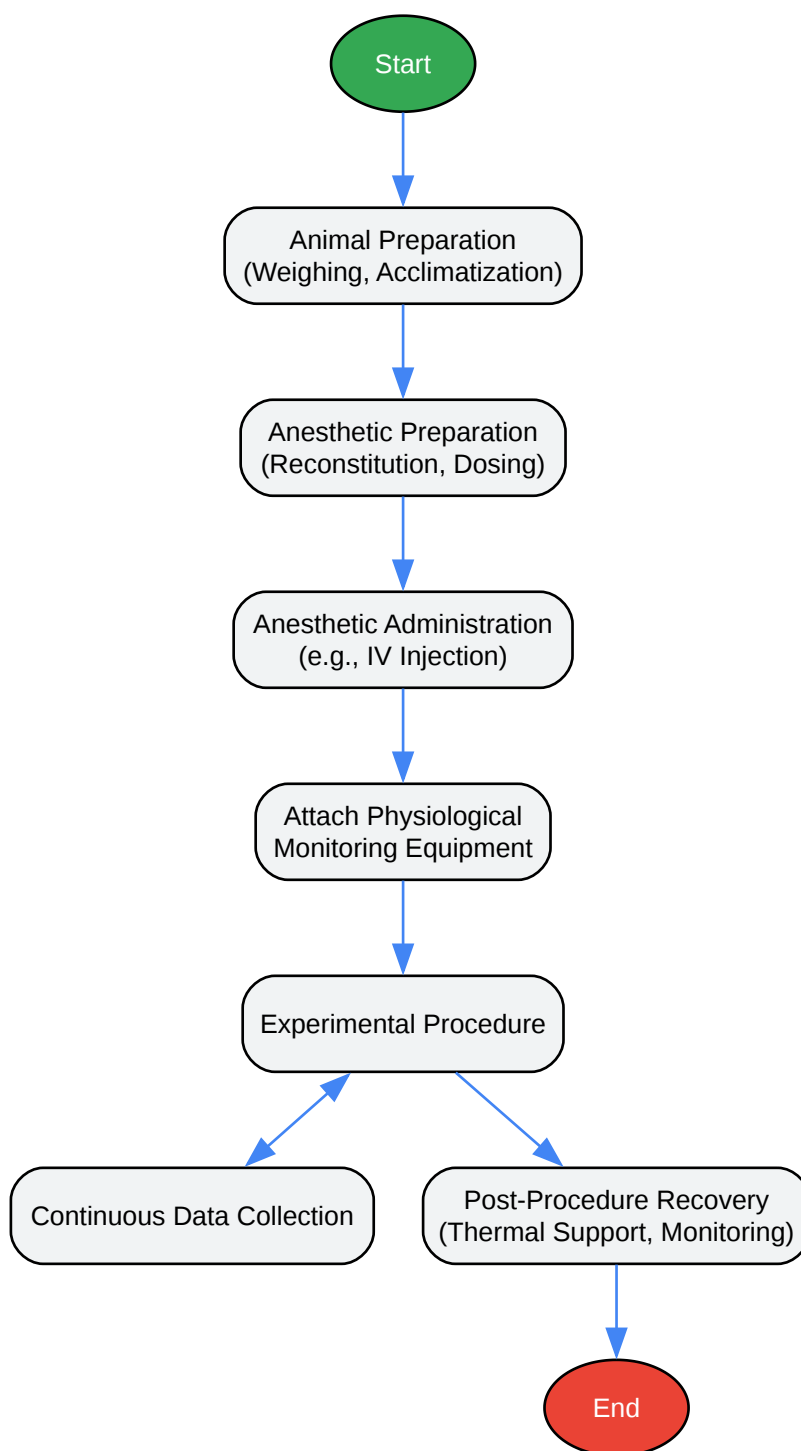 Start
Animal Preparation
(Weighing, Acclimatization)
Anesthetic Preparation
(Reconstitution, Dosing)
Anesthetic Administration
(e.g., IV Injection)
Attach Physiological
Monitoring Equipment
Experimental Procedure
Continuous Data Collection
Post-Procedure Recovery
(Thermal Support, Monitoring)
End